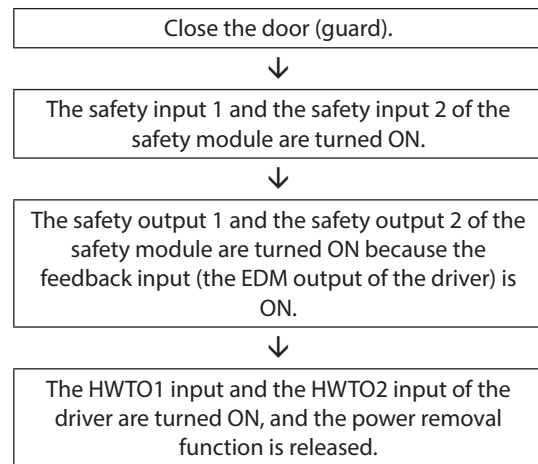 Close the door (guard).
The safety input 1 and the safety input 2 of the
safety module are turned ON.
The safety output 1 and the safety output 2 of the
safety module are turned ON because the
feedback input (the EDM output of the driver) is
ON.
The HWTO1 input and the HWTO2 input of the
driver are turned ON, and the power removal
function is released.